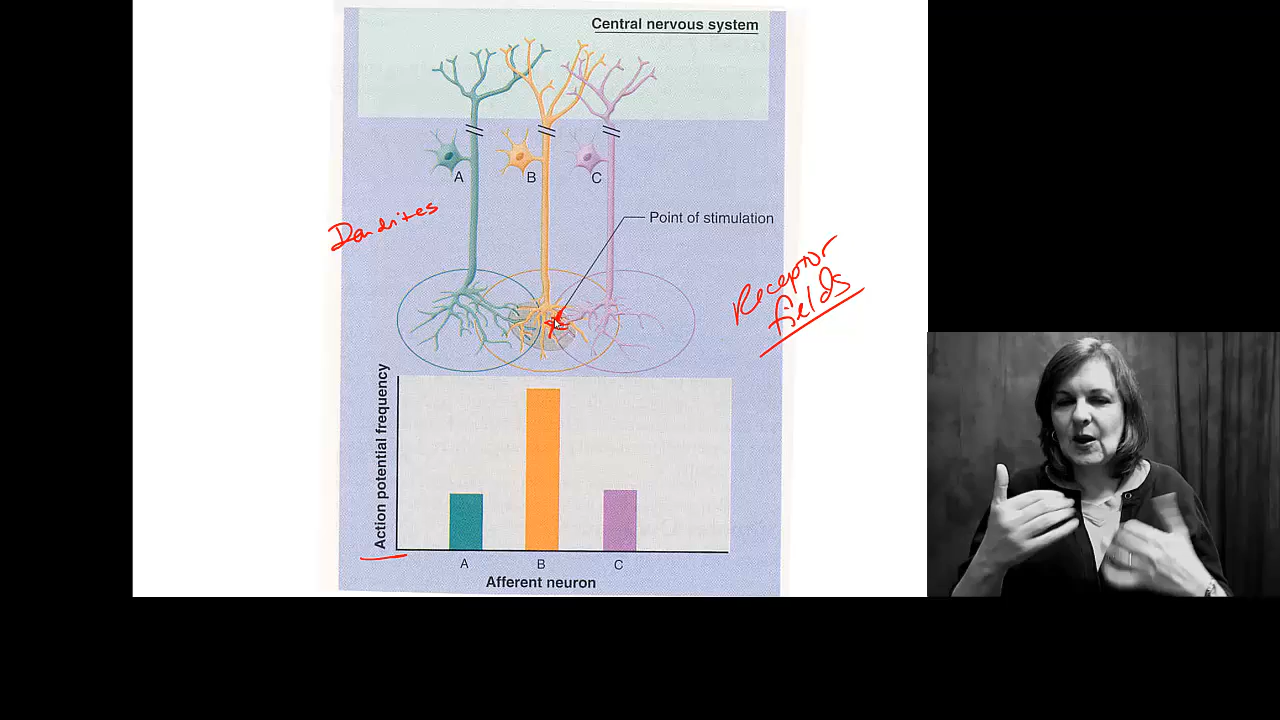 Central nervous system
A
B
C
Dendrites
Point of stimulation
Receptor
fields
Action potential frequency
A
B
C
Afferent neuron